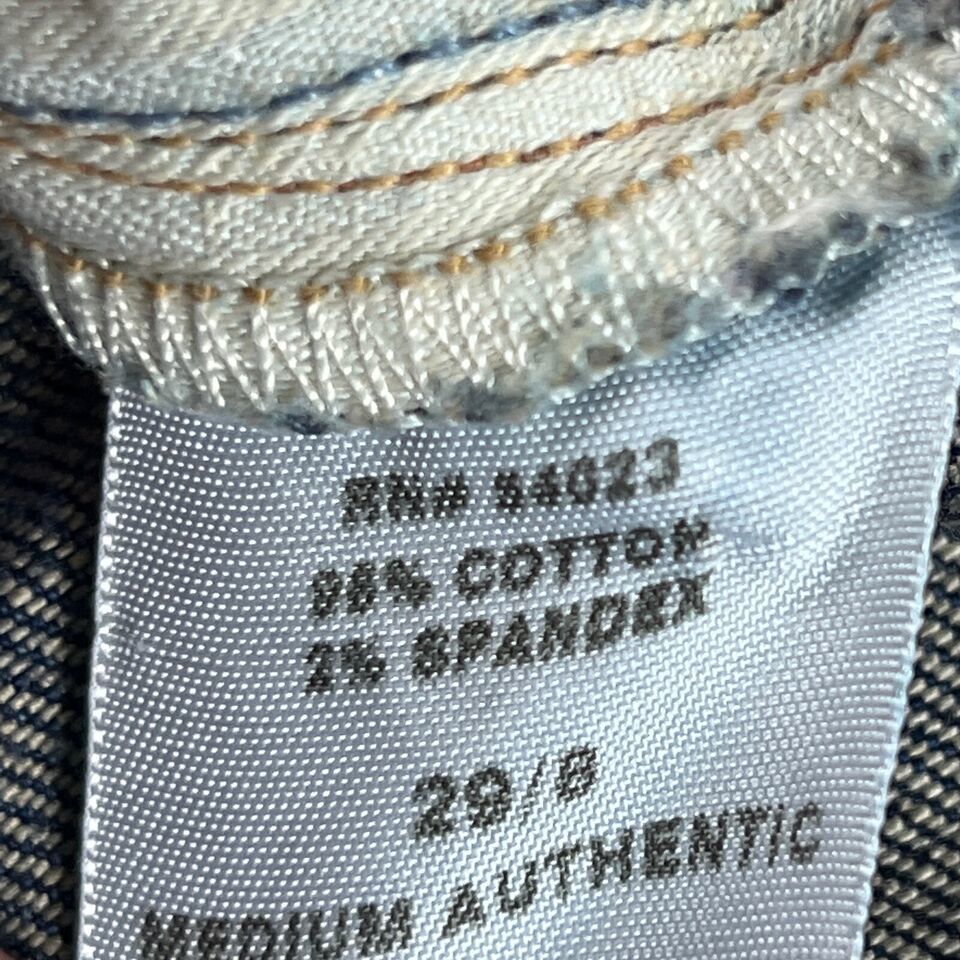 RN# 54023
98% COTTON
2% SPANDEX
29/8
MEDIUM AUTHENTIC